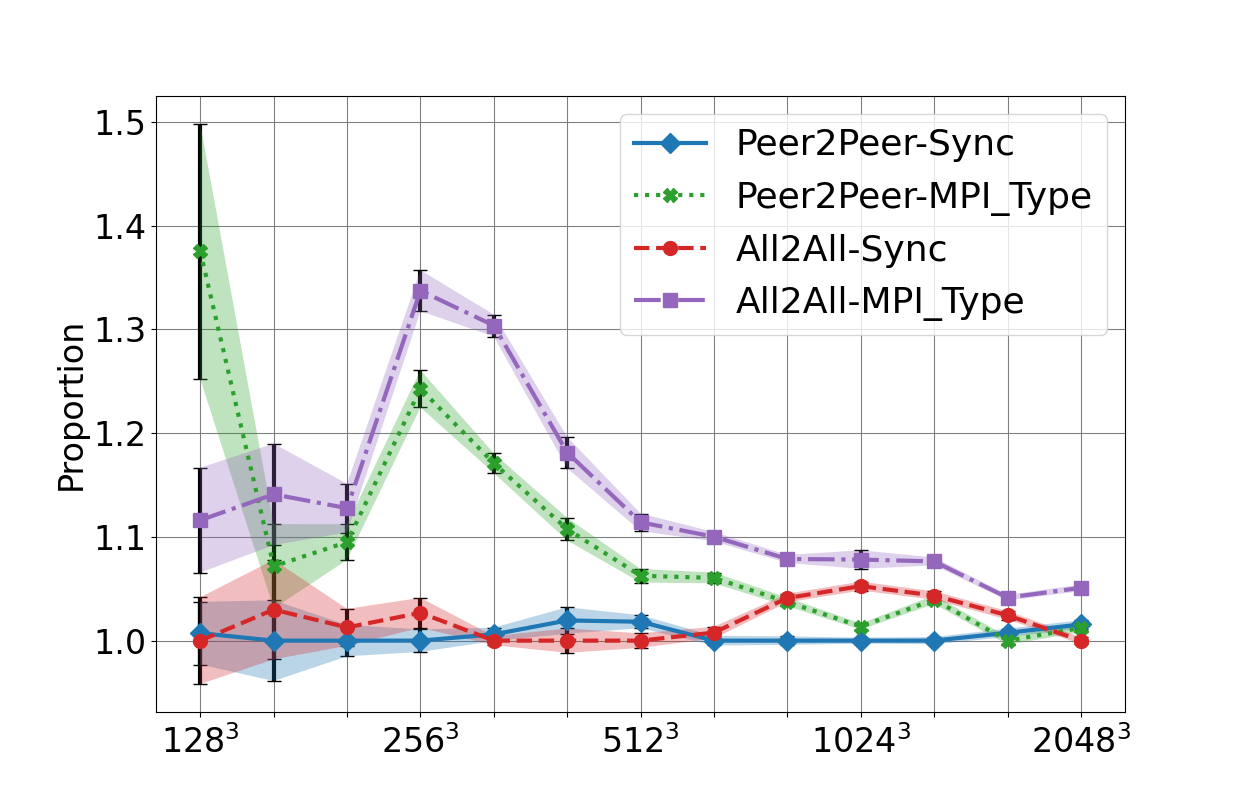 Proportion
1.5
1.4
1.3
1.2
1.1
1.0
128³
256³
512³
1024³
2048³
Peer2Peer-Sync
Peer2Peer-MPI_Type
All2All-Sync
All2All-MPI_Type